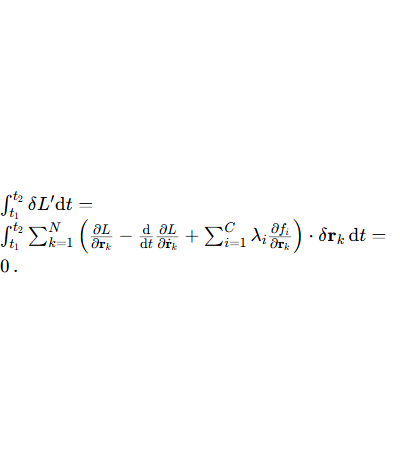 ∫_{t_1}^{t_2} δL′dt =
∫_{t_1}^{t_2} ∑_{k=1}^{N} (∂L/∂𝐫_k − d/dt ∂L/∂𝐫̇_k + ∑_{i=1}^{C} λ_i ∂f_i/∂𝐫_k) · δ𝐫_k dt =
0 .